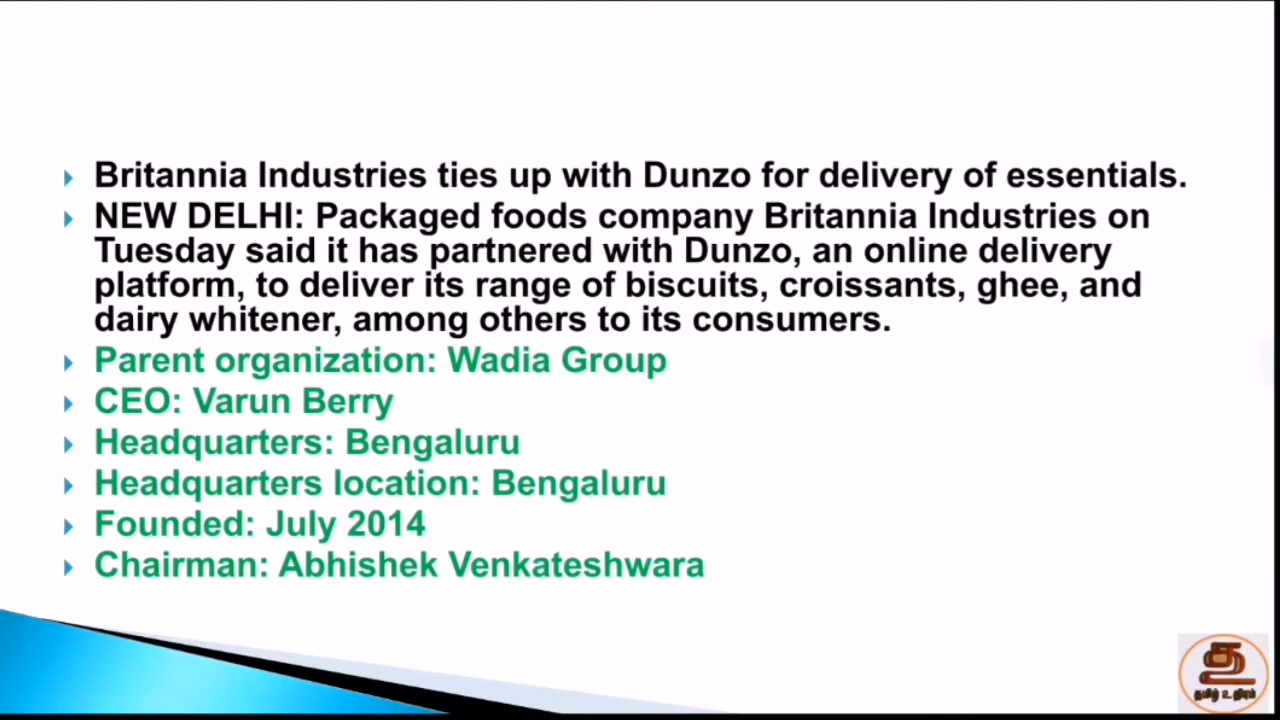 Britannia Industries ties up with Dunzo for delivery of essentials.
NEW DELHI: Packaged foods company Britannia Industries on
Tuesday said it has partnered with Dunzo, an online delivery
platform, to deliver its range of biscuits, croissants, ghee, and
dairy whitener, among others to its consumers.
Parent organization: Wadia Group
CEO: Varun Berry
Headquarters: Bengaluru
Headquarters location: Bengaluru
Founded: July 2014
Chairman: Abhishek Venkateshwara
த
தமிழ் உதிரம்